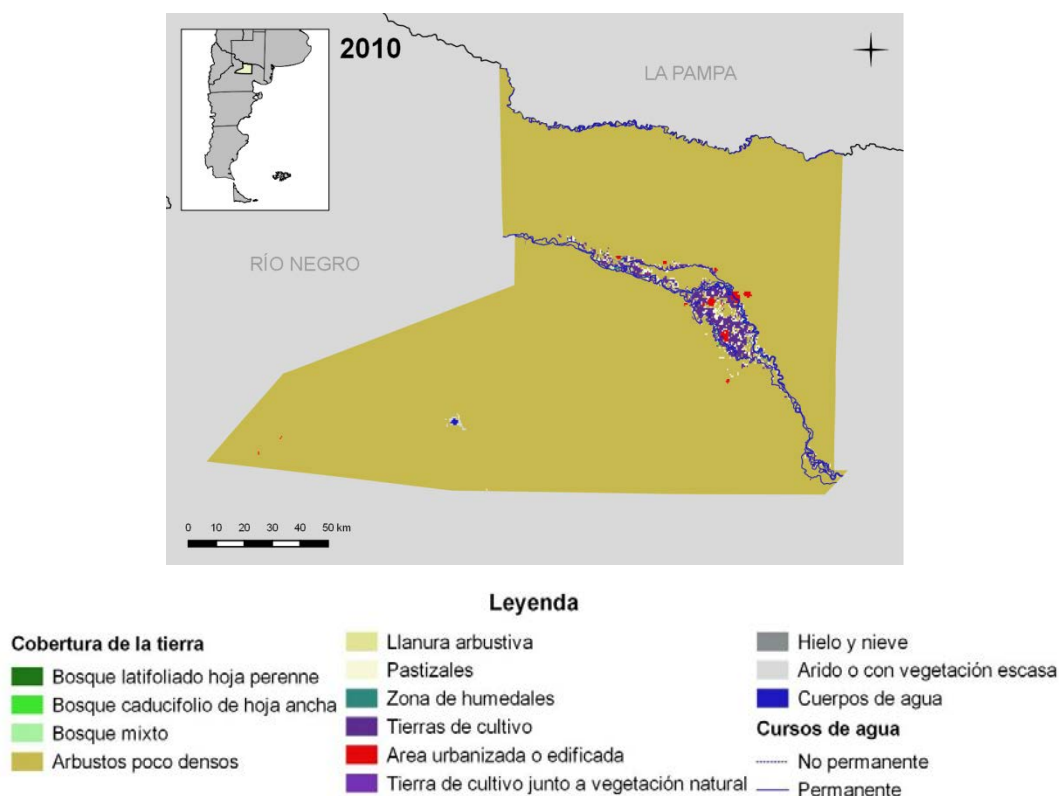 2010
LA PAMPA
RÍO NEGRO
0 10 20 30 40 50 km
Leyenda
Cobertura de la tierra
Bosque latifoliado hoja perenne
Bosque caducifolio de hoja ancha
Bosque mixto
Arbustos poco densos
Llanura arbustiva
Pastizales
Zona de humedales
Tierras de cultivo
Area urbanizada o edificada
Tierra de cultivo junto a vegetación natural
Hielo y nieve
Arido o con vegetación escasa
Cuerpos de agua
Cursos de agua
No permanente
Permanente